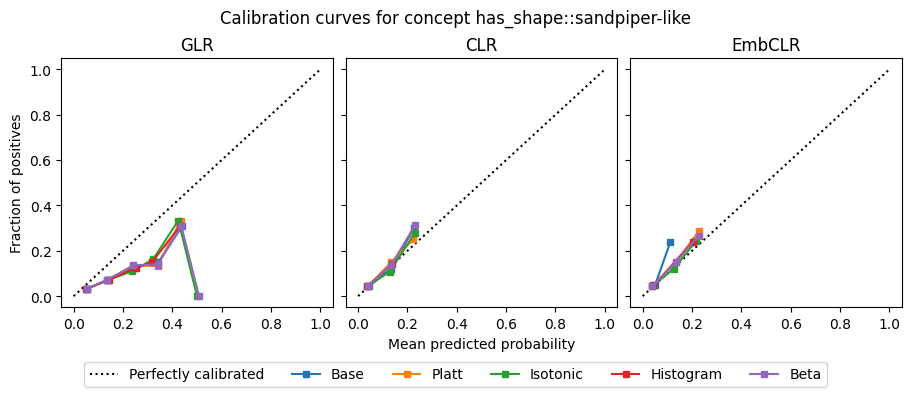 Calibration curves for concept has_shape::sandpiper-like
GLR
CLR
EmbCLR
1.0
0.8
0.6
0.4
0.2
0.0
Fraction of positives
0.0 0.2 0.4 0.6 0.8 1.0
0.0 0.2 0.4 0.6 0.8 1.0
0.0 0.2 0.4 0.6 0.8 1.0
Mean predicted probability
Perfectly calibrated Base Platt Isotonic Histogram Beta